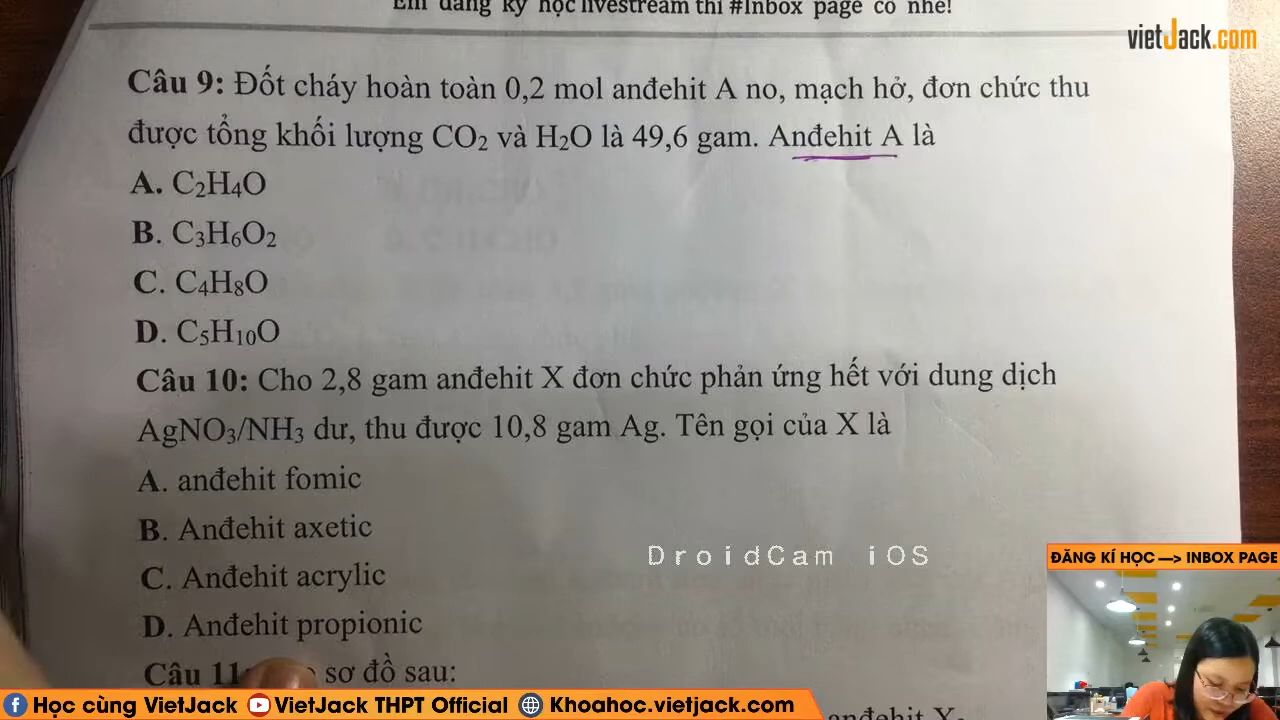 Em đăng ký học livestream thì #Inbox page cô nhé!
vietJack.com
Câu 9: Đốt cháy hoàn toàn 0,2 mol anđehit A no, mạch hở, đơn chức thu
được tổng khối lượng CO₂ và H₂O là 49,6 gam. Anđehit A là
A. C₂H₄O
B. C₃H₆O₂
C. C₄H₈O
D. C₅H₁₀O
Câu 10: Cho 2,8 gam anđehit X đơn chức phản ứng hết với dung dịch
AgNO₃/NH₃ dư, thu được 10,8 gam Ag. Tên gọi của X là
A. anđehit fomic
B. Anđehit axetic
C. Anđehit acrylic
D. Anđehit propionic
DroidCam iOS
ĐĂNG KÍ HỌC —> INBOX PAGE
Câu 11 sơ đồ sau:
Học cùng VietJack VietJack THPT Official Khoahoc.vietjack.com
anđehit Y